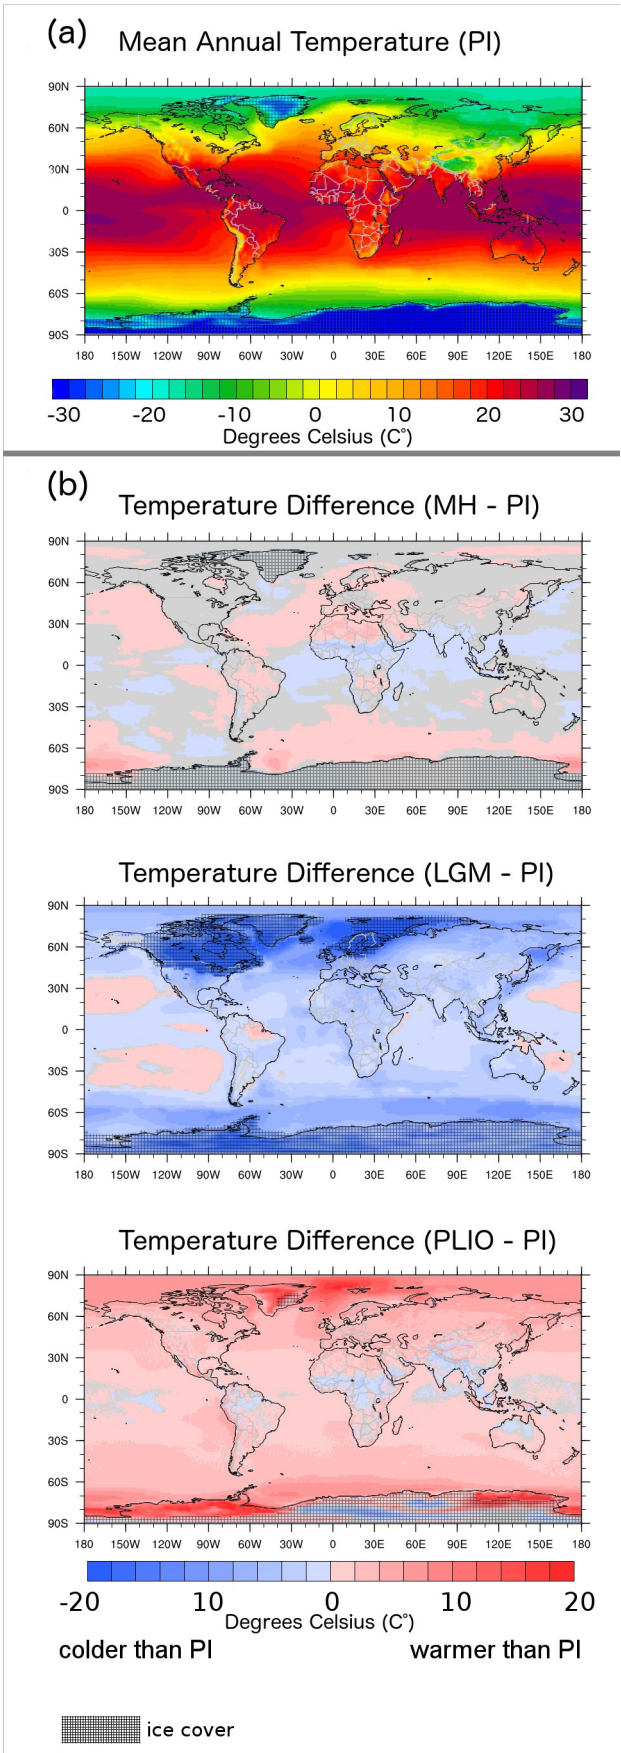 (a) Mean Annual Temperature (PI)
90N
60N
30N
0
30S
60S
90S
180 150W 120W 90W 60W 30W 0 30E 60E 90E 120E 150E 180
-30 -20 -10 0 10 20 30
Degrees Celsius (C°)
(b)
Temperature Difference (MH - PI)
90N
60N
30N
0
30S
60S
90S
180 150W 120W 90W 60W 30W 0 30E 60E 90E 120E 150E 180
Temperature Difference (LGM - PI)
90N
60N
30N
0
30S
60S
90S
180 150W 120W 90W 60W 30W 0 30E 60E 90E 120E 150E 180
Temperature Difference (PLIO - PI)
90N
60N
30N
0
30S
60S
90S
180 150W 120W 90W 60W 30W 0 30E 60E 90E 120E 150E 180
-20 10 0 10 20
Degrees Celsius (C°)
colder than PI warmer than PI
ice cover